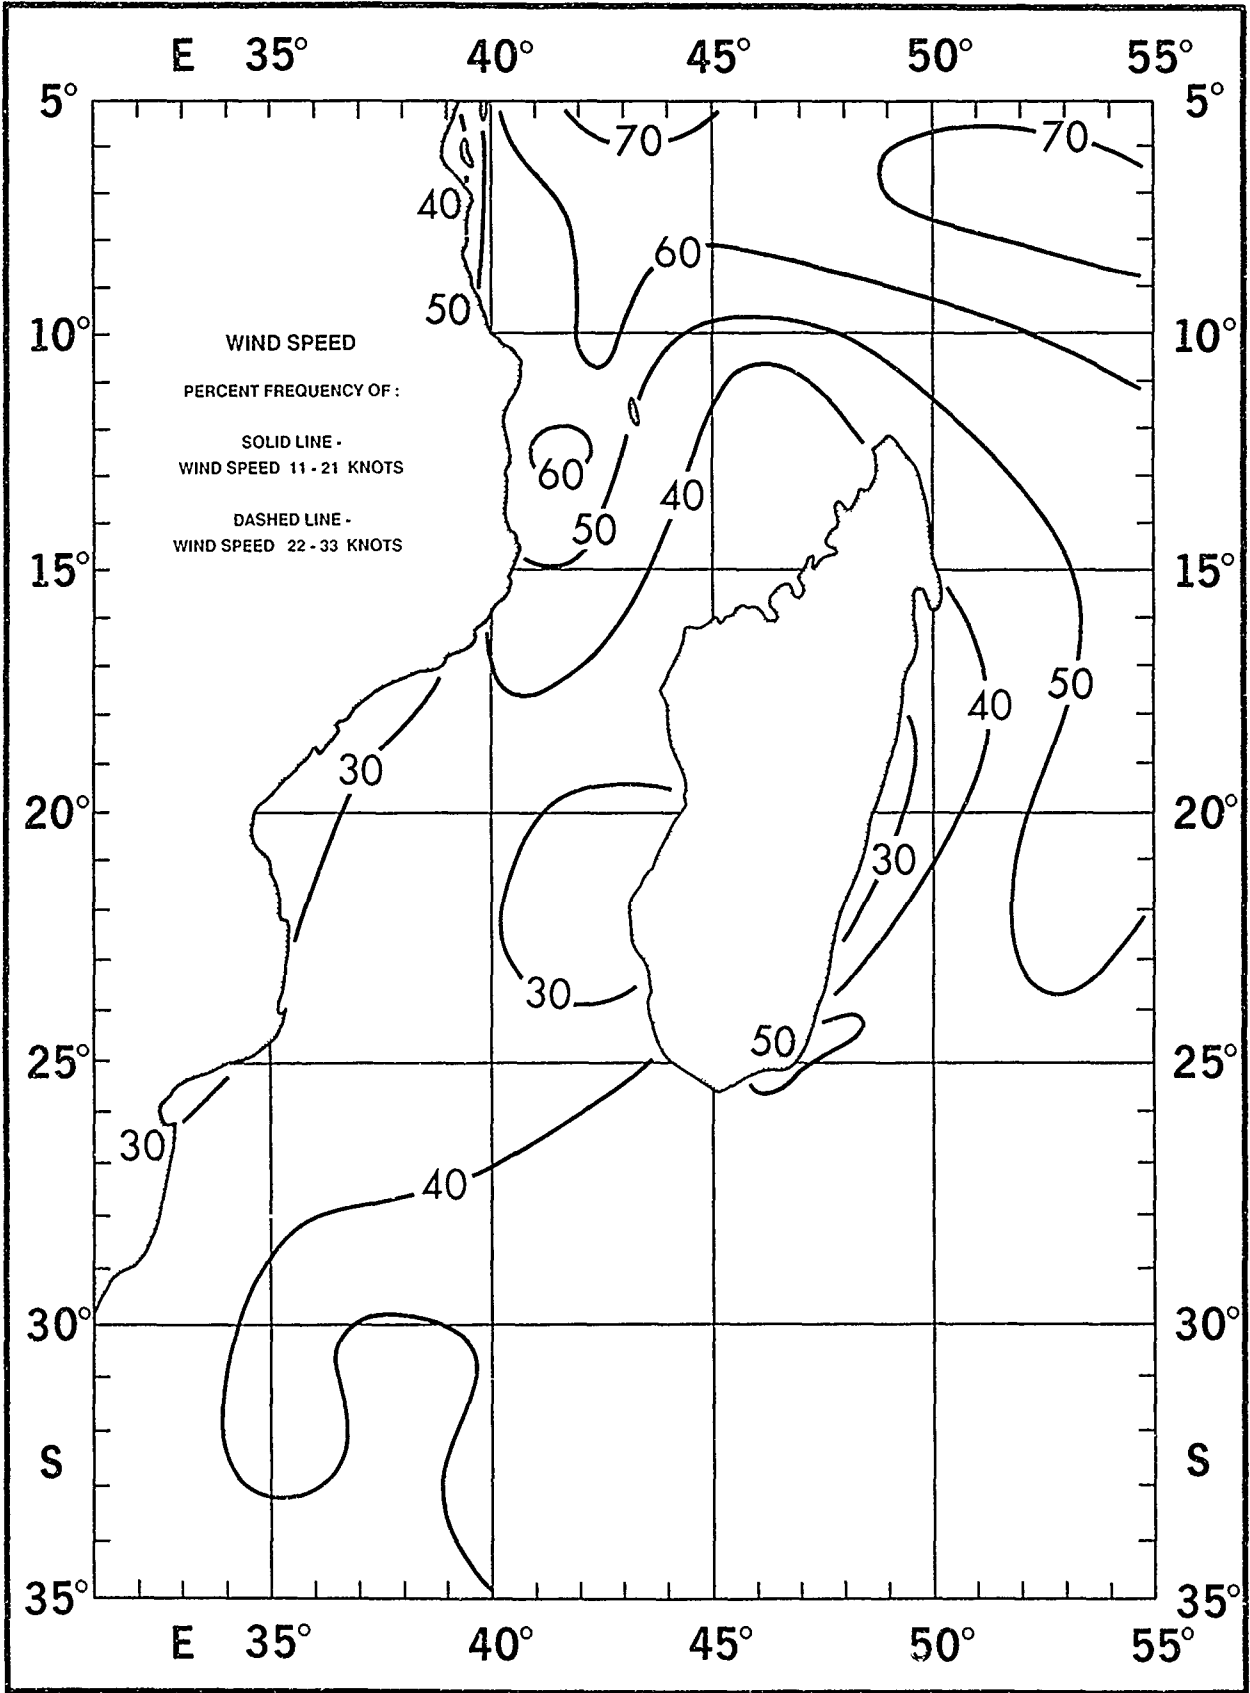 E 35° 40° 45° 50° 55°
5° 5°
70 70
40
60
50
10° 10°
WIND SPEED
PERCENT FREQUENCY OF :
SOLID LINE -
WIND SPEED 11 - 21 KNOTS
60
40
DASHED LINE -
50
WIND SPEED 22 - 33 KNOTS
15° 15°
50
40
30
20° 20°
30
30
50
25° 25°
30
40
30° 30°
S S
35° 35°
E 35° 40° 45° 50° 55°